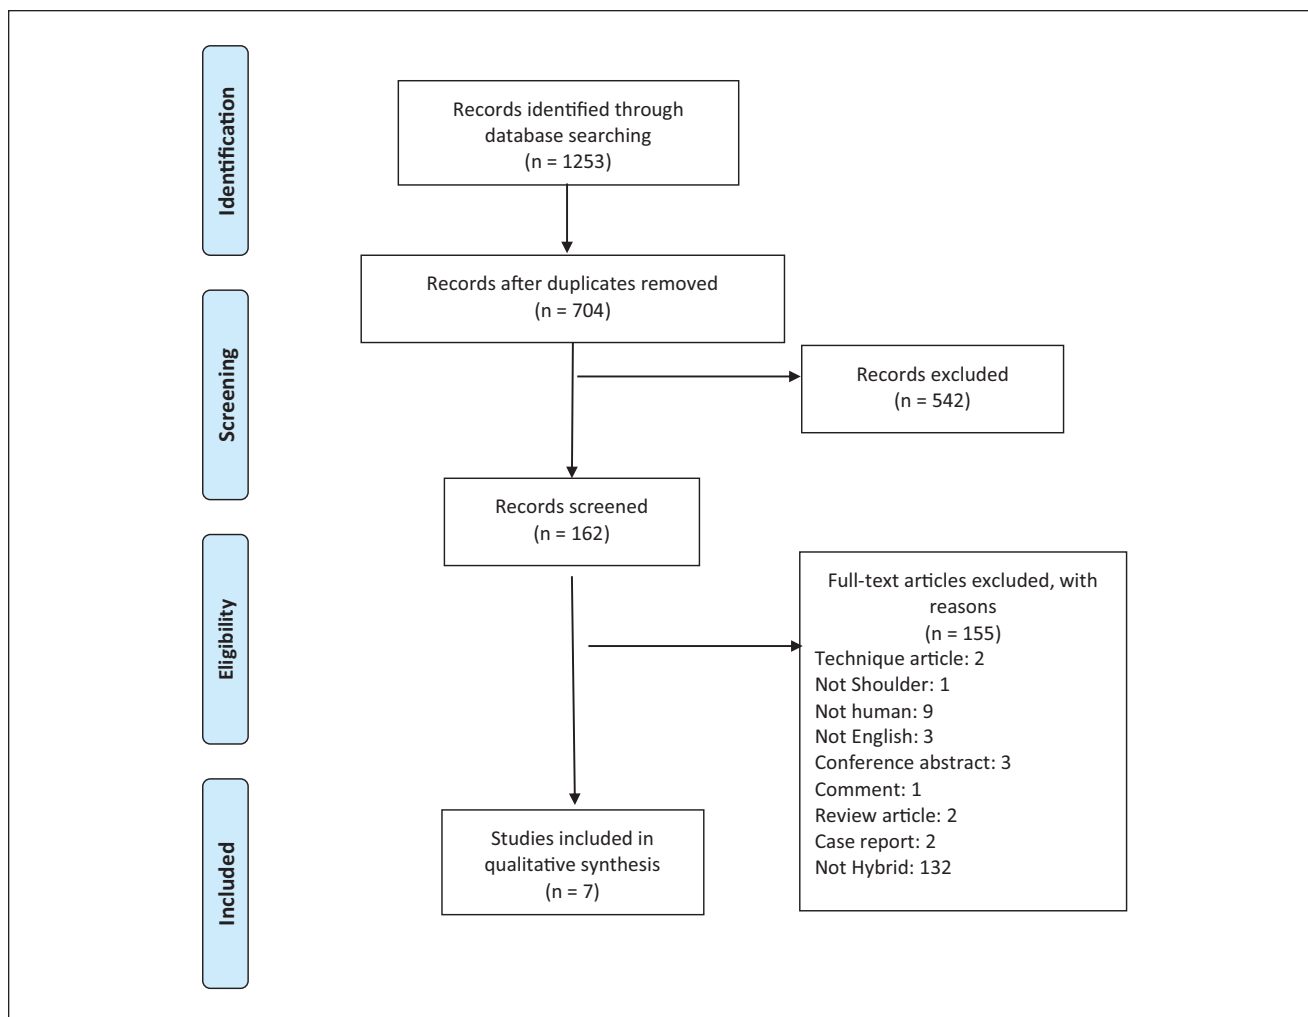 Identification
Records identified through
database searching
(n = 1253)
Records after duplicates removed
(n = 704)
Screening
Records excluded
(n = 542)
Records screened
(n = 162)
Eligibility
Full-text articles excluded, with
reasons
(n = 155)
Technique article: 2
Not Shoulder: 1
Not human: 9
Not English: 3
Conference abstract: 3
Comment: 1
Review article: 2
Case report: 2
Not Hybrid: 132
Included
Studies included in
qualitative synthesis
(n = 7)